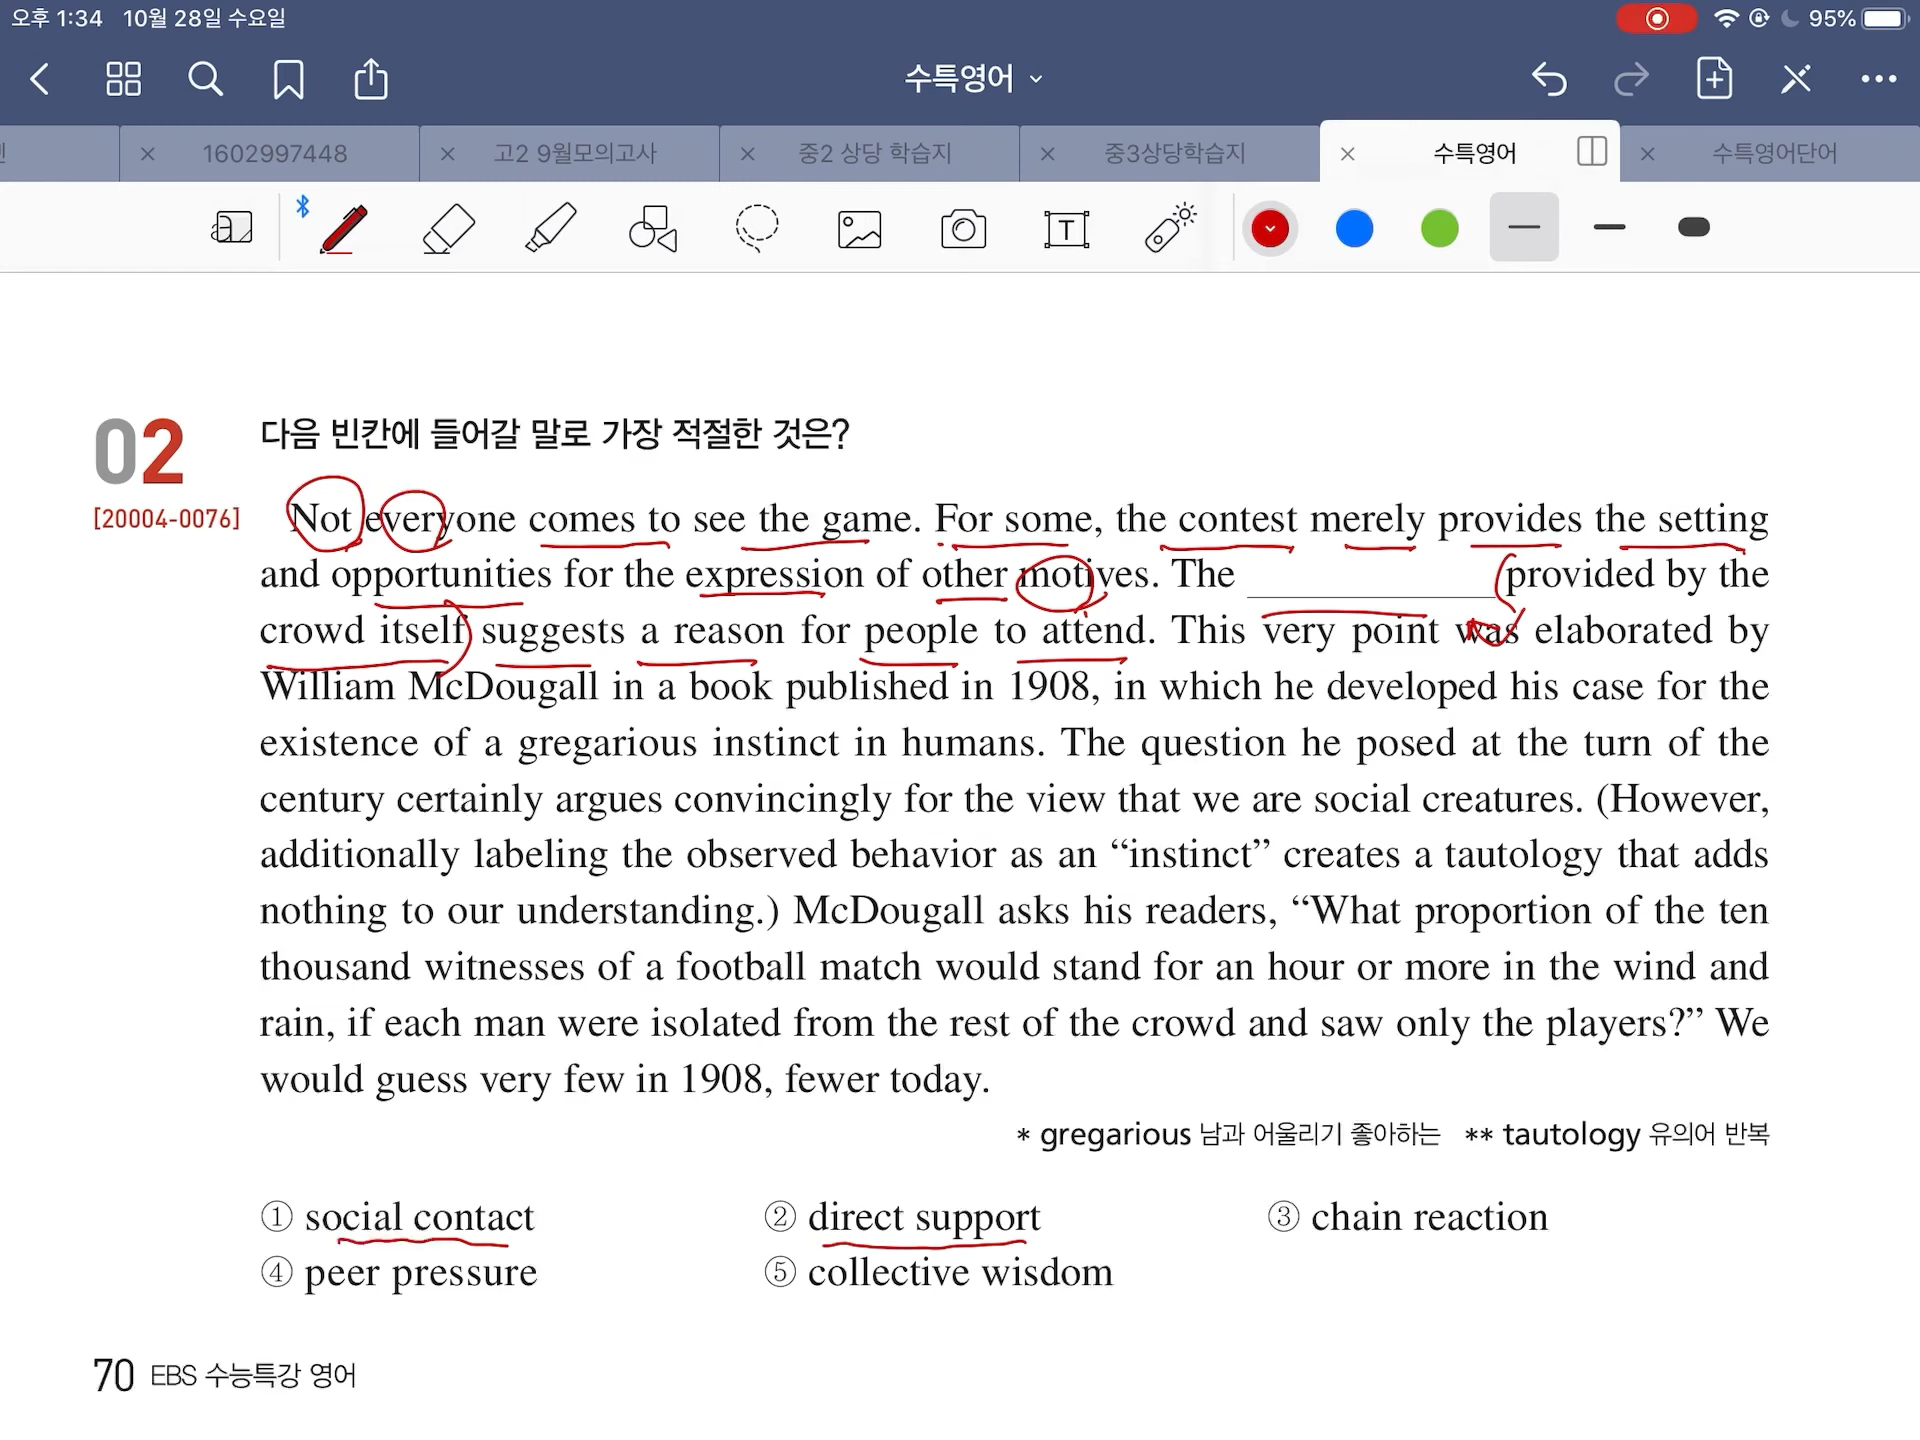 오후 1:34 10월 28일 수요일 95%
수특영어
1602997448 고2 9월모의고사 중2 상당 학습지 중3상당학습지 수특영어 수특영어단어
02 다음 빈칸에 들어갈 말로 가장 적절한 것은?
[20004-0076] Not everyone comes to see the game. For some, the contest merely provides the setting
and opportunities for the expression of other motives. The ____________ provided by the
crowd itself suggests a reason for people to attend. This very point was elaborated by
William McDougall in a book published in 1908, in which he developed his case for the
existence of a gregarious instinct in humans. The question he posed at the turn of the
century certainly argues convincingly for the view that we are social creatures. (However,
additionally labeling the observed behavior as an “instinct” creates a tautology that adds
nothing to our understanding.) McDougall asks his readers, “What proportion of the ten
thousand witnesses of a football match would stand for an hour or more in the wind and
rain, if each man were isolated from the rest of the crowd and saw only the players?” We
would guess very few in 1908, fewer today.
* gregarious 남과 어울리기 좋아하는 ** tautology 유의어 반복
① social contact ② direct support ③ chain reaction
④ peer pressure ⑤ collective wisdom
70 EBS 수능특강 영어